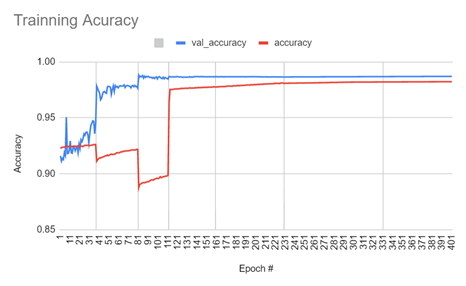 Trainning Acuracy
val_accuracy accuracy
1.00
0.95
0.90
0.85
Accuracy
1 11 21 31 41 51 61 71 81 91 101 111 121 131 141 151 161 171 181 191 201 211 221 231 241 251 261 271 281 291 301 311 321 331 341 351 361 371 381 391 401
Epoch #